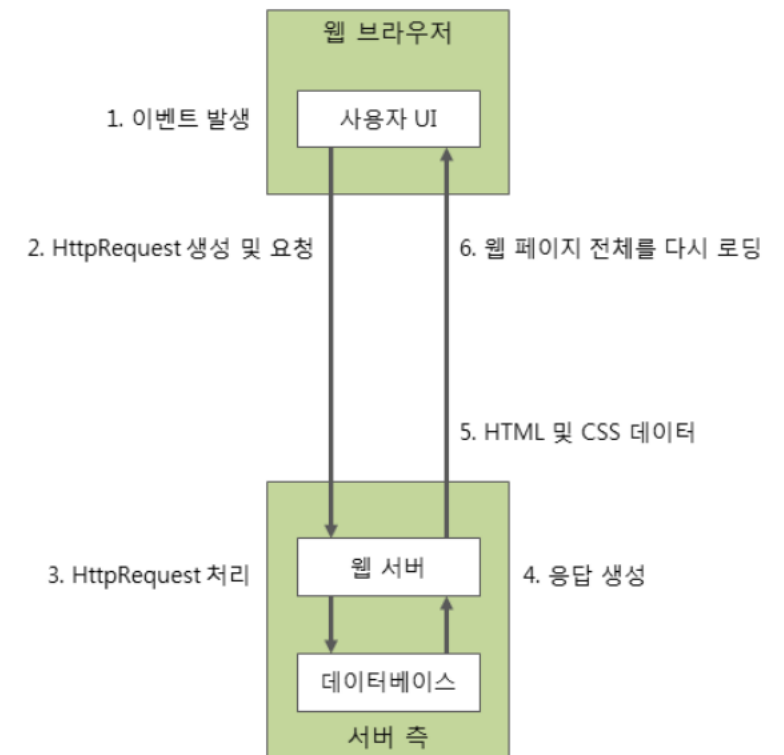 웹 브라우저
1. 이벤트 발생
사용자 UI
2. HttpRequest 생성 및 요청
6. 웹 페이지 전체를 다시 로딩
5. HTML 및 CSS 데이터
3. HttpRequest 처리
웹 서버
4. 응답 생성
데이터베이스
서버 측